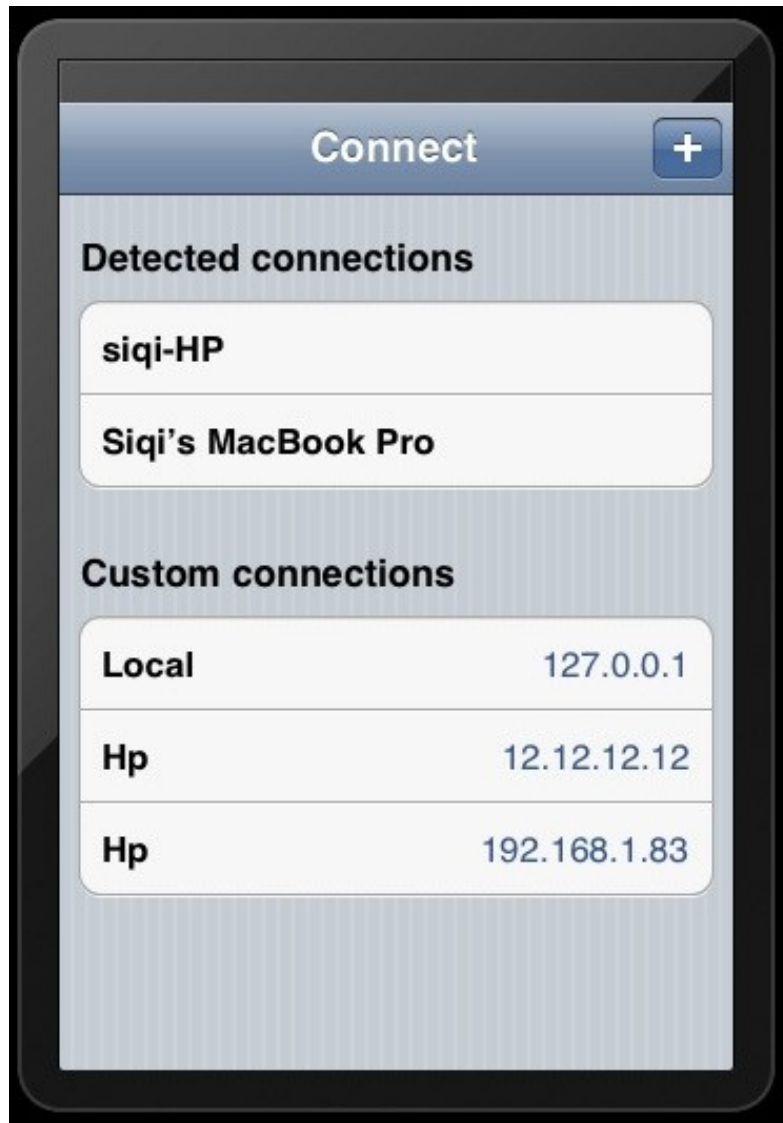 Connect +
Detected connections
siqi-HP
Siqi's MacBook Pro
Custom connections
Local 127.0.0.1
Hp 12.12.12.12
Hp 192.168.1.83